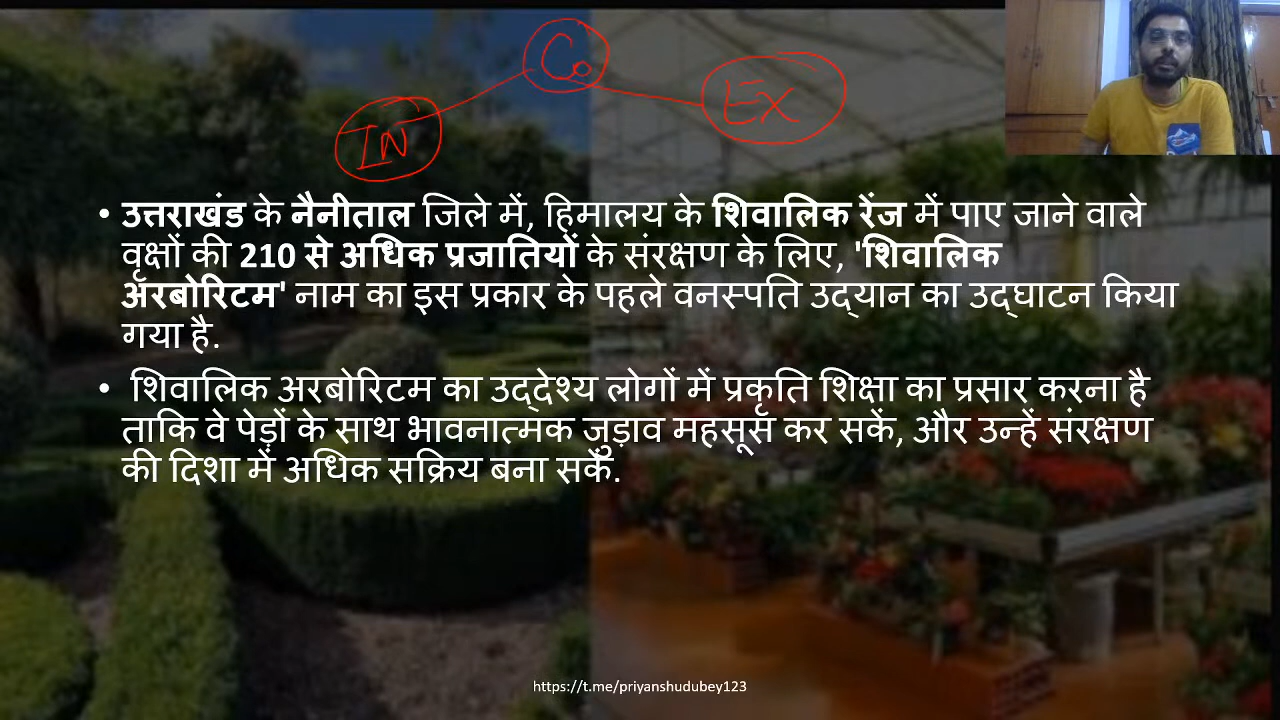 Co
IN
EX
• उत्तराखंड के नैनीताल जिले में, हिमालय के शिवालिक रेंज में पाए जाने वाले
वृक्षों की 210 से अधिक प्रजातियों के संरक्षण के लिए, 'शिवालिक
अरबोरिटम' नाम का इस प्रकार के पहले वनस्पति उद्यान का उद्घाटन किया
गया है.
• शिवालिक अरबोरिटम का उद्देश्य लोगों में प्रकृति शिक्षा का प्रसार करना है
ताकि वे पेड़ों के साथ भावनात्मक जुड़ाव महसूस कर सकें, और उन्हें संरक्षण
की दिशा में अधिक सक्रिय बना सकें.
https://t.me/priyanshudubey123